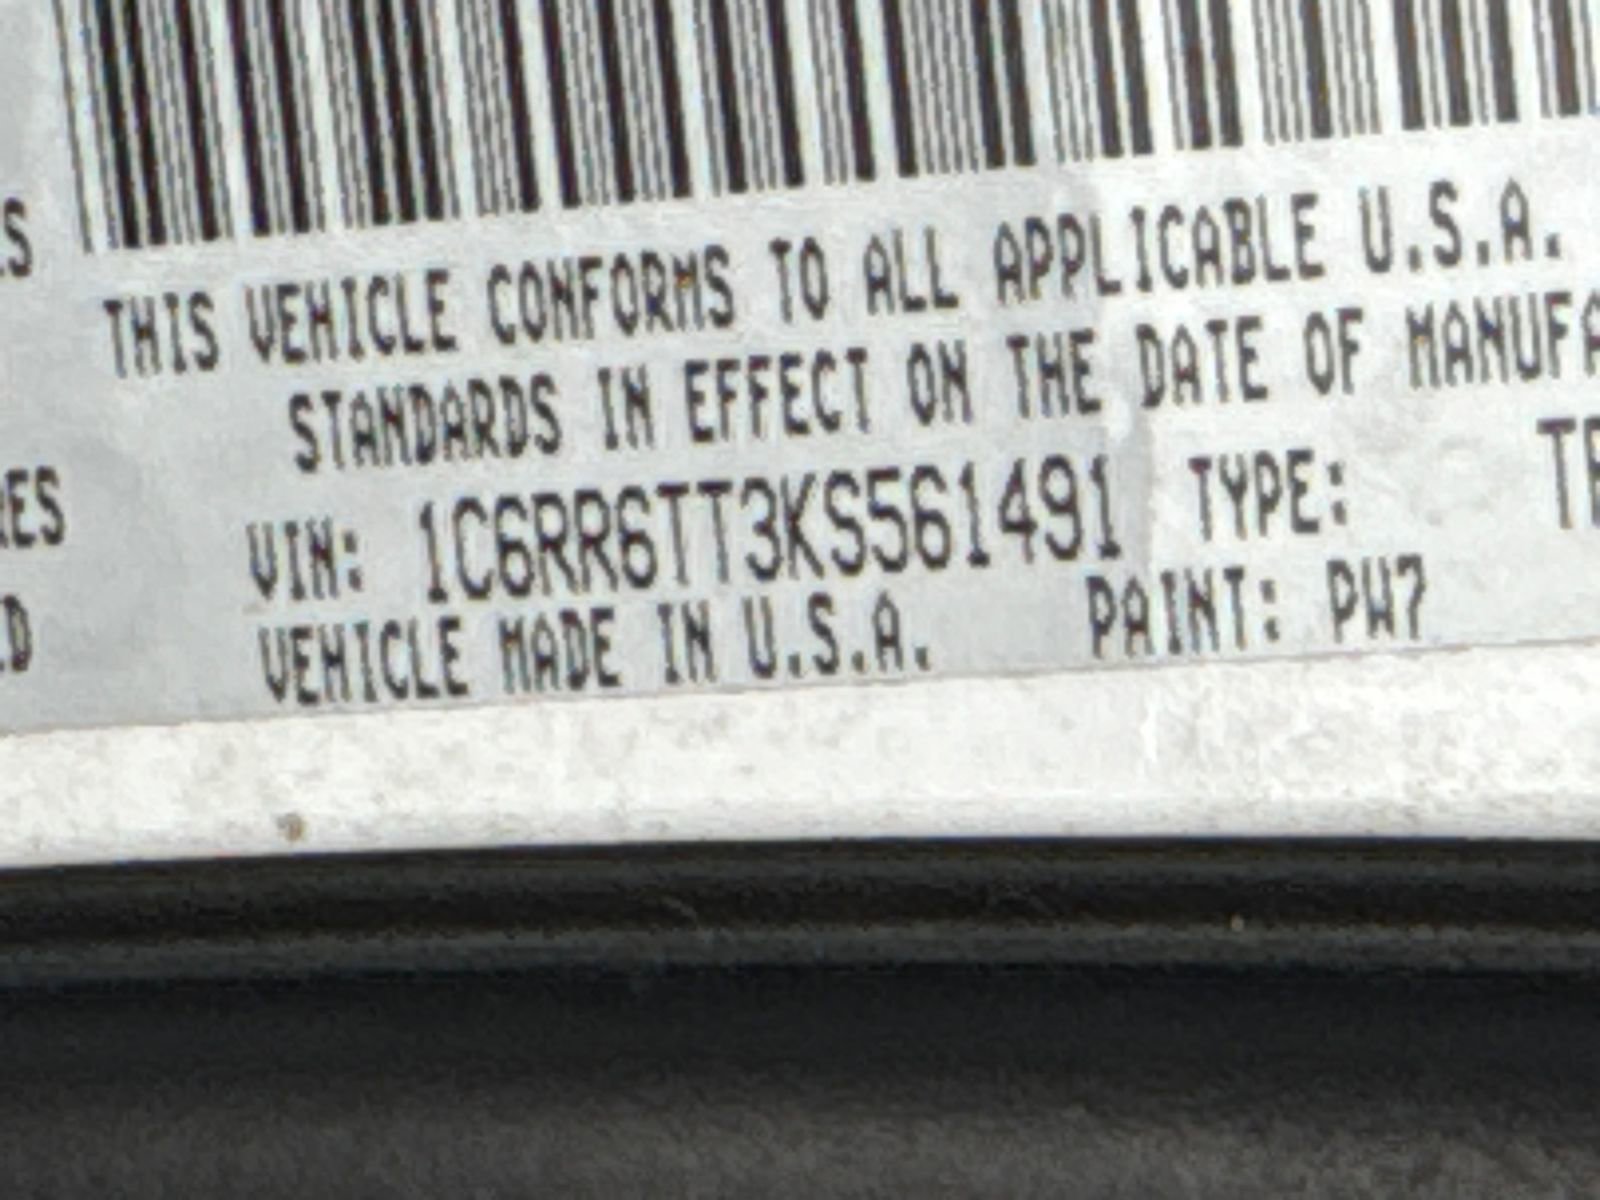 THIS VEHICLE CONFORMS TO ALL APPLICABLE U.S.A.
STANDARDS IN EFFECT ON THE DATE OF MANUFA
VIN: 1C6RR6TT3KS561491 TYPE:
VEHICLE MADE IN U.S.A. PAINT: PW7